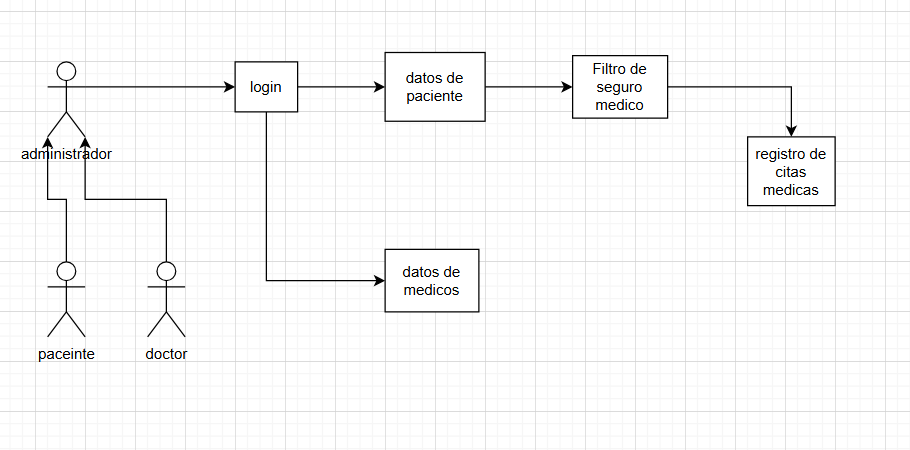 administrador
login
datos de
paciente
Filtro de
seguro
medico
registro de
citas
medicas
datos de
medicos
paceinte
doctor